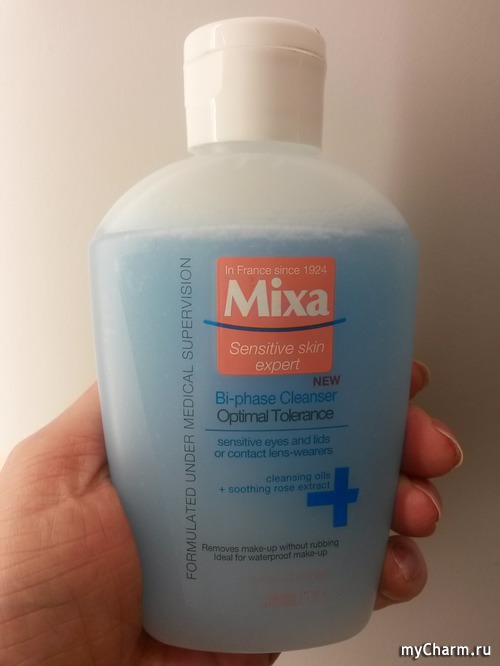 In France since 1924
Mixa
Sensitive skin
expert
NEW
Bi-phase Cleanser
Optimal Tolerance
sensitive eyes and lids
or contact lens-wearers
cleansing oils
+ soothing rose extract
Removes make-up without rubbing
Ideal for waterproof make-up
FORMULATED UNDER MEDICAL SUPERVISION
myCharm.ru